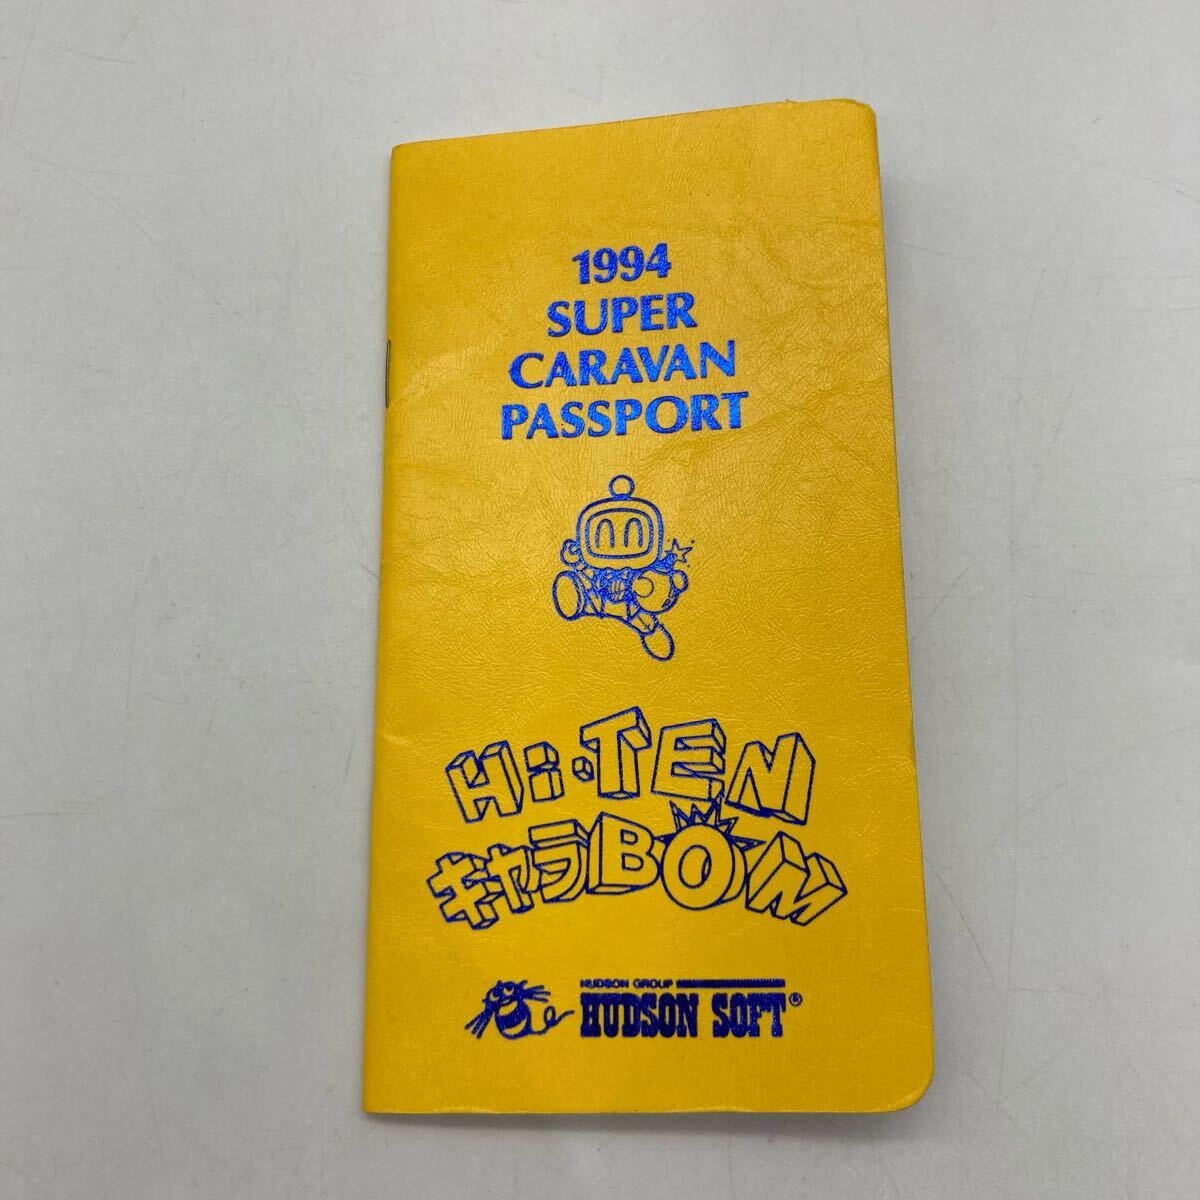 1994
SUPER
CARAVAN
PASSPORT
Hi·TEN
キャラBOM
HUDSON GROUP
HUDSON SOFT®